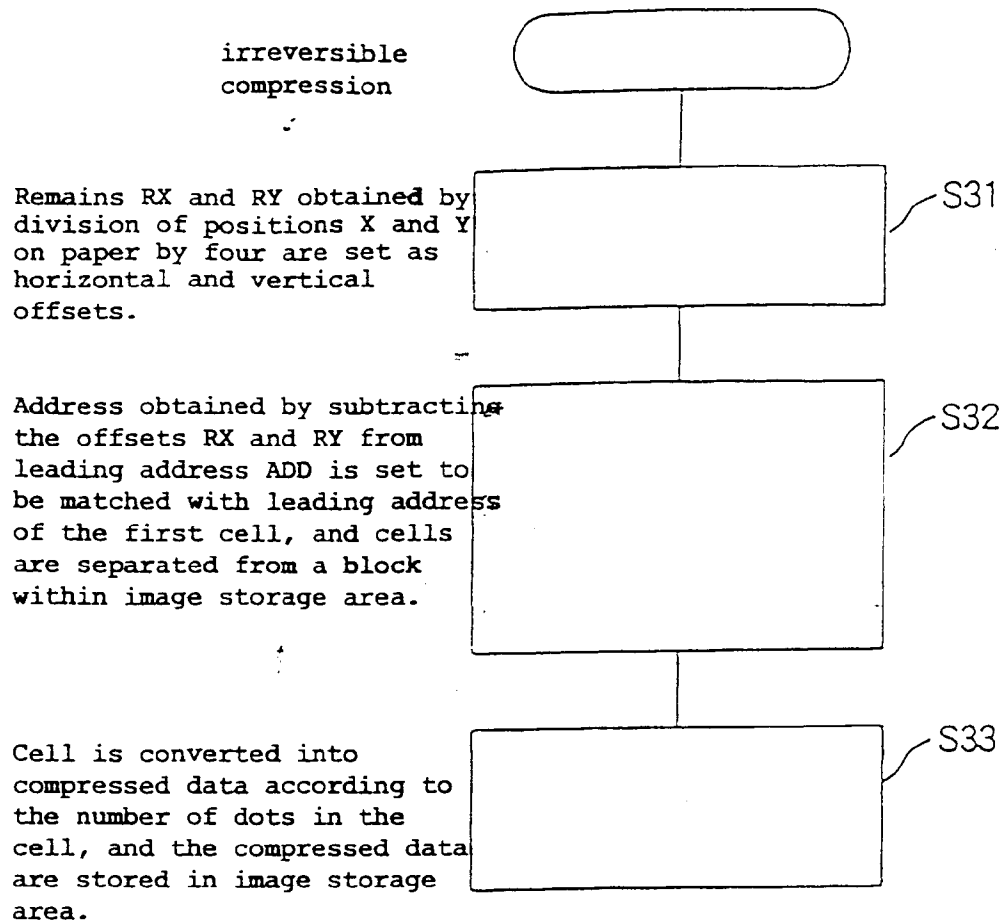 irreversible
compression
Remains RX and RY obtained by
division of positions X and Y
on paper by four are set as
horizontal and vertical
offsets.
S31
Address obtained by subtracting
the offsets RX and RY from
leading address ADD is set to
be matched with leading address
of the first cell, and cells
are separated from a block
within image storage area.
S32
Cell is converted into
compressed data according to
the number of dots in the
cell, and the compressed data
are stored in image storage
area.
S33